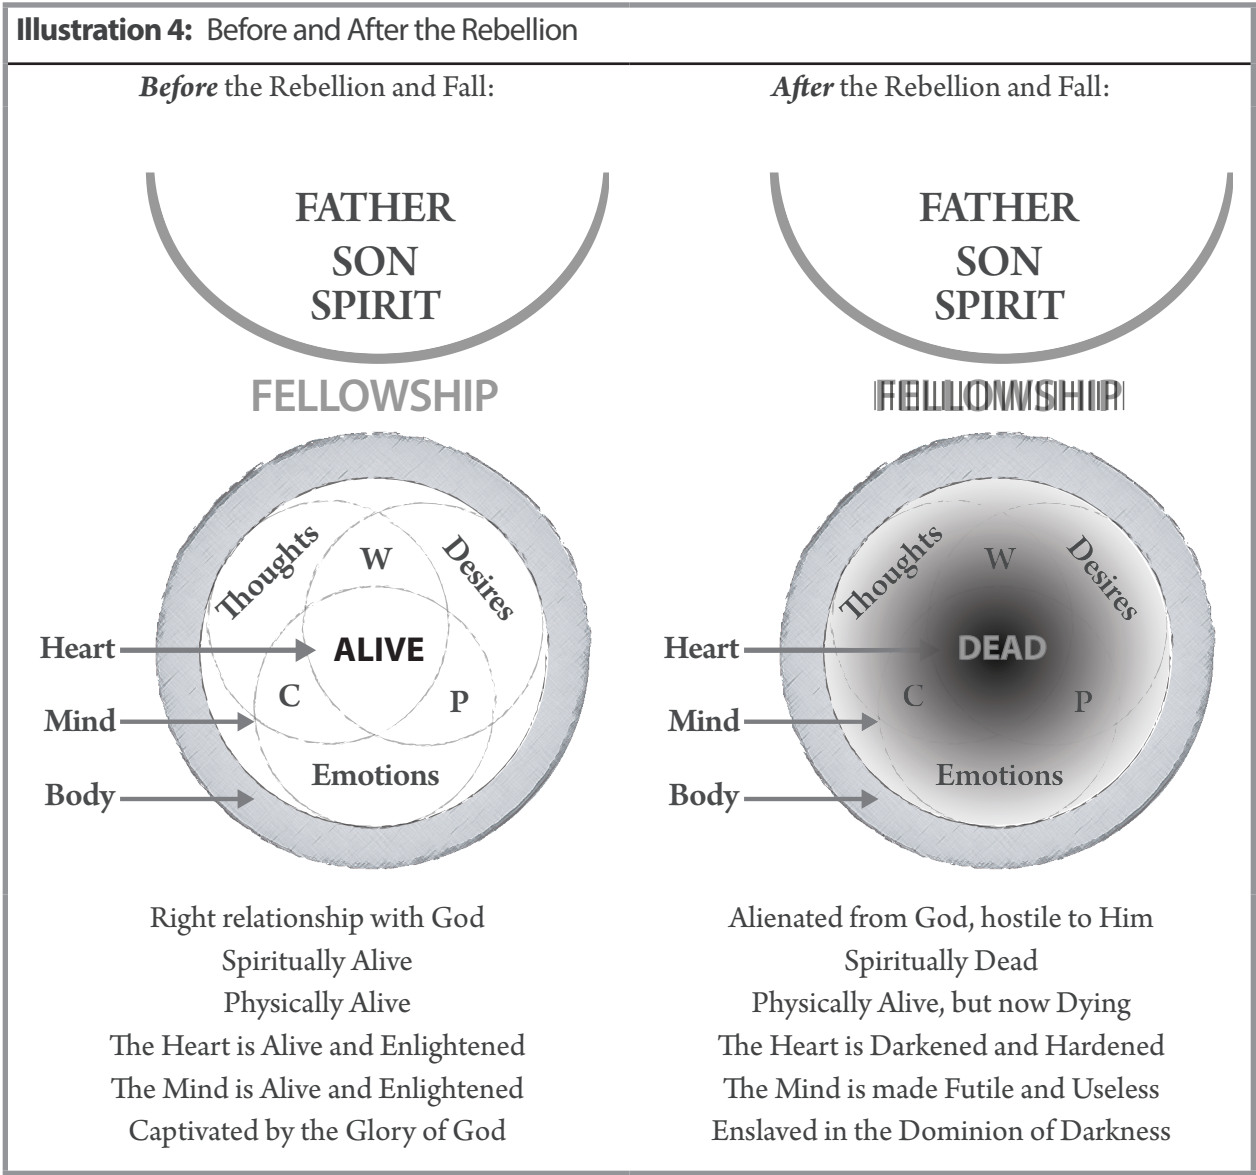 Illustration 4: Before and After the Rebellion
Before the Rebellion and Fall:
FATHER
SON
SPIRIT
FELLOWSHIP
Thoughts
W
Desires
Heart
ALIVE
C
P
Mind
Emotions
Body
Right relationship with God
Spiritually Alive
Physically Alive
The Heart is Alive and Enlightened
The Mind is Alive and Enlightened
Captivated by the Glory of God
After the Rebellion and Fall:
FATHER
SON
SPIRIT
FELLOWSHIP
Thoughts
W
Desires
Heart
DEAD
C
P
Mind
Emotions
Body
Alienated from God, hostile to Him
Spiritually Dead
Physically Alive, but now Dying
The Heart is Darkened and Hardened
The Mind is made Futile and Useless
Enslaved in the Dominion of Darkness